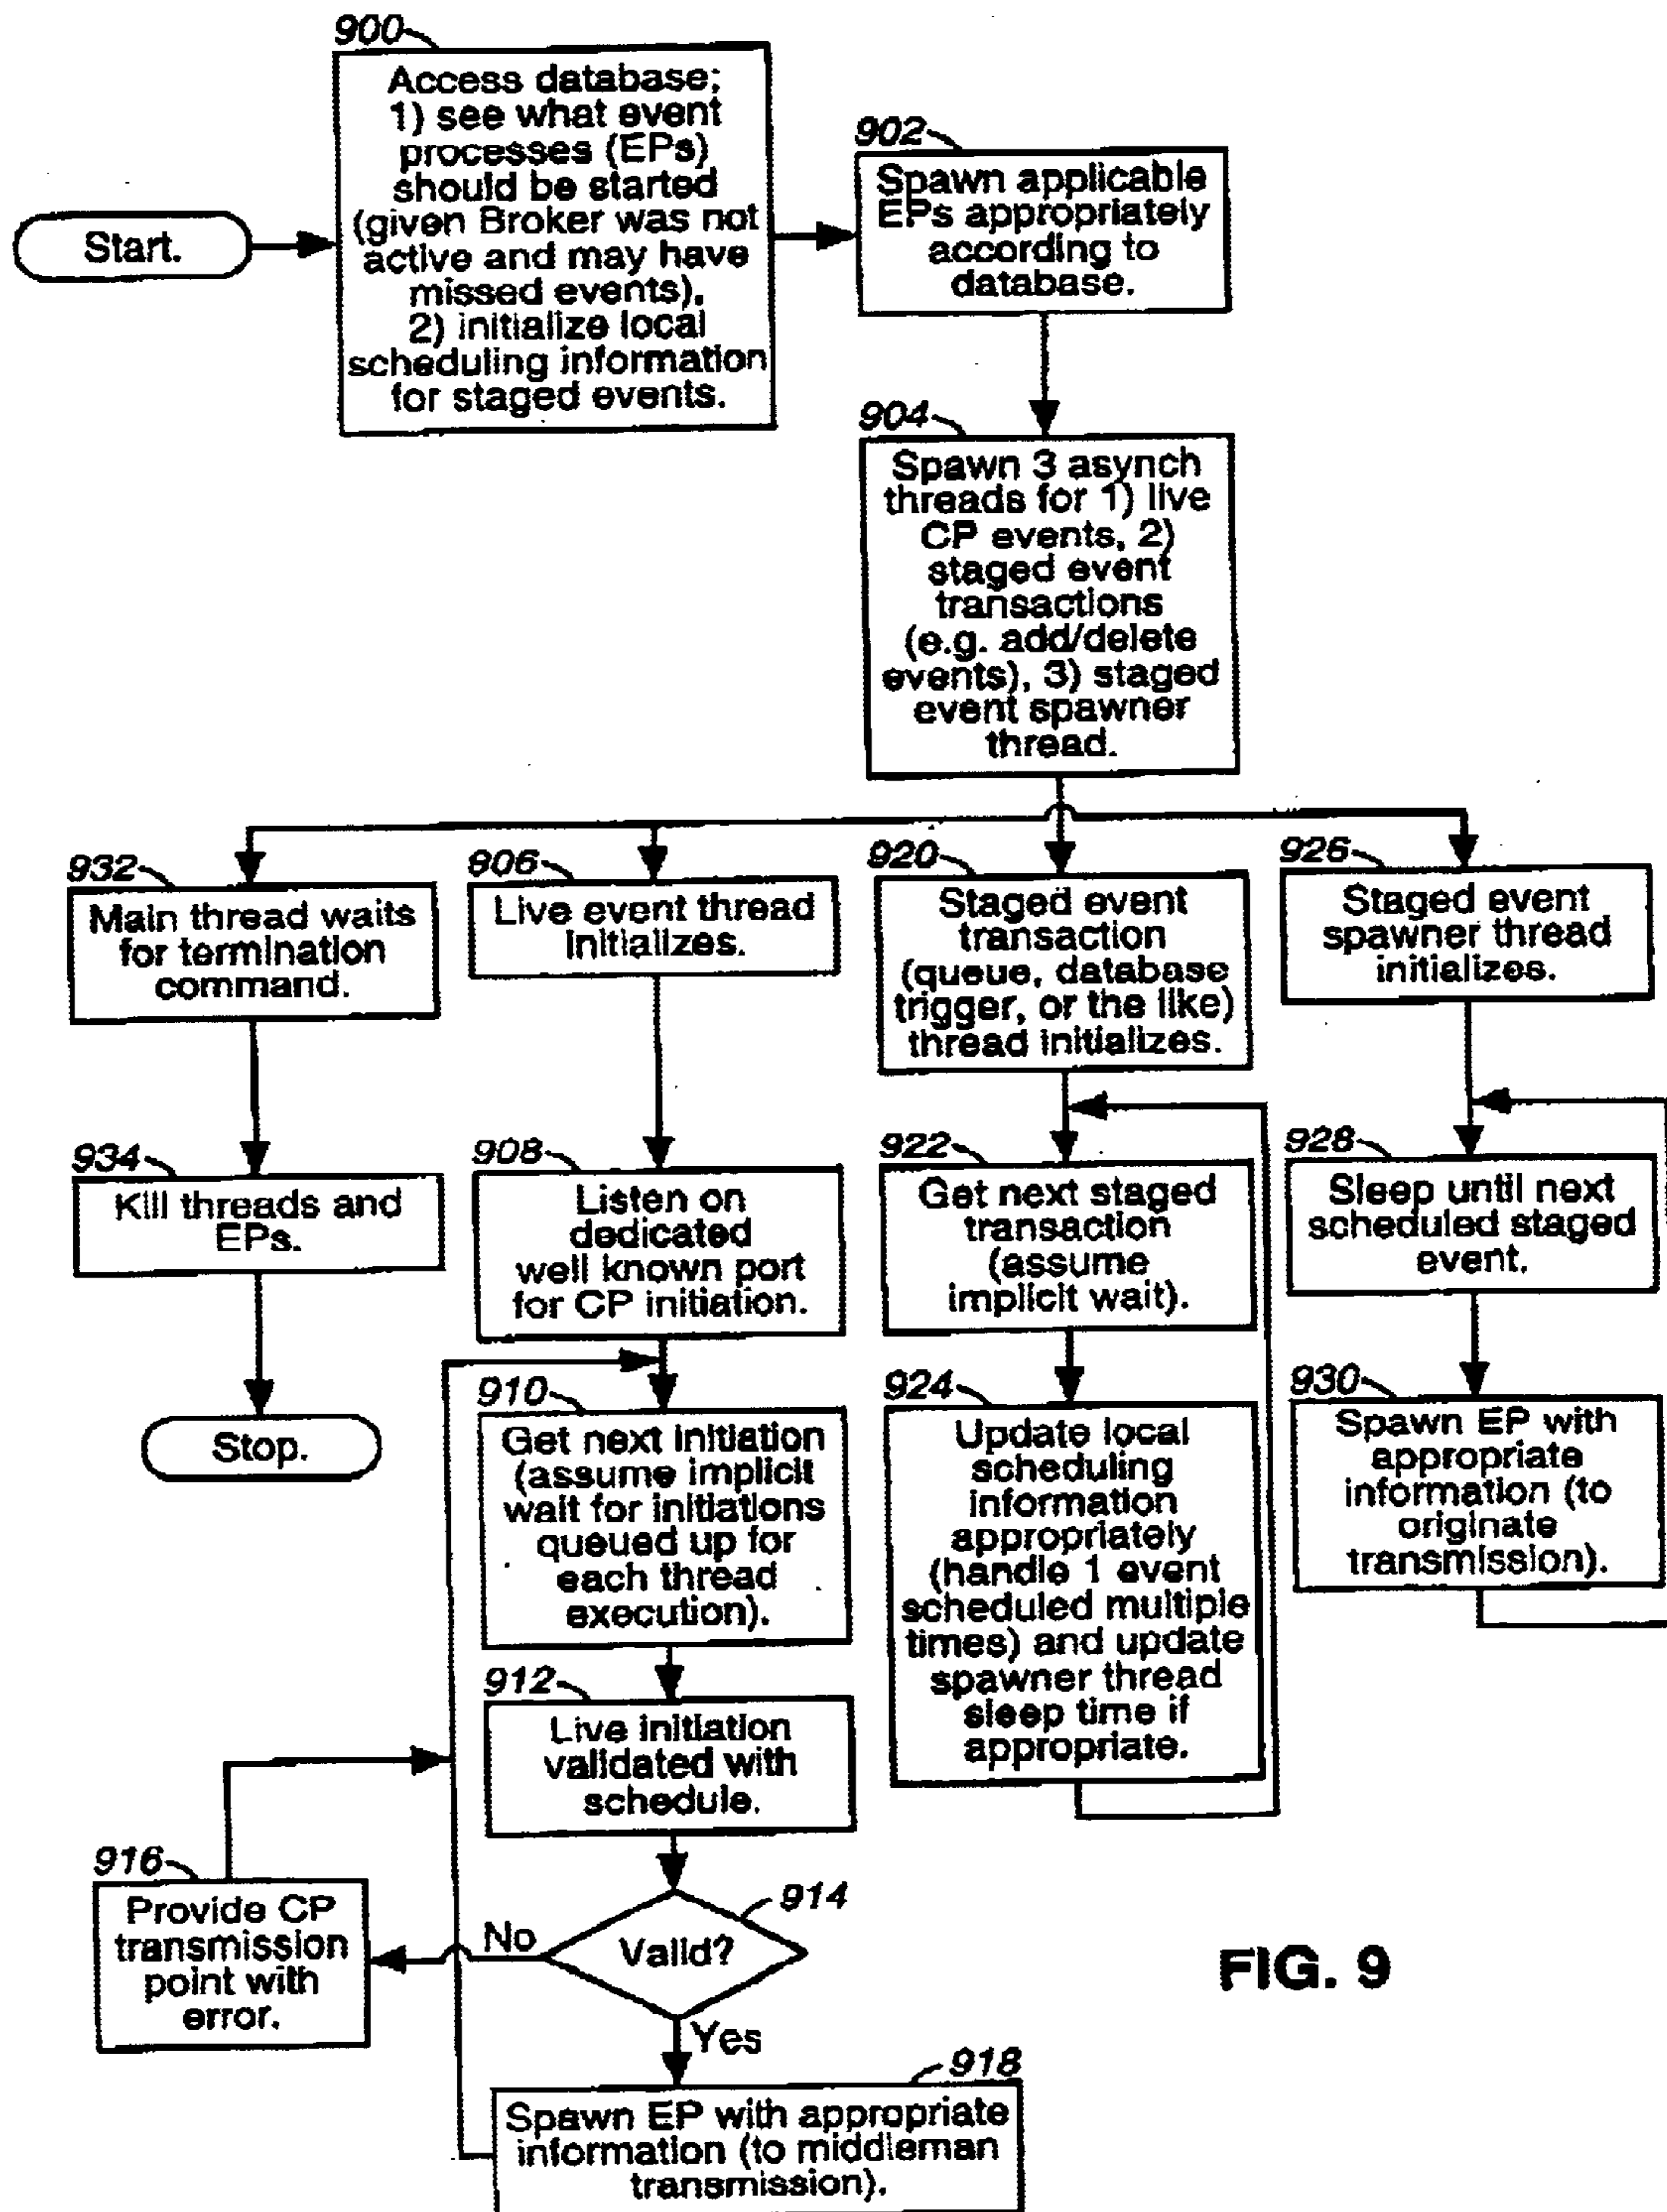 900
Access database;
1) see what event
processes (EPs)
should be started
(given Broker was not
active and may have
missed events),
2) initialize local
scheduling information
for staged events.
Start.
902
Spawn applicable
EPs appropriately
according to
database.
904
Spawn 3 asynch
threads for 1) live
CP events, 2)
staged event
transactions
(e.g. add/delete
events), 3) staged
event spawner
thread.
932
Main thread waits
for termination
command.
934
Kill threads and
EPs.
Stop.
906
Live event thread
initializes.
908
Listen on
dedicated
well known port
for CP initiation.
910
Get next initiation
(assume implicit
wait for initiations
queued up for
each thread
execution).
912
Live initiation
validated with
schedule.
914
Valid?
No
Yes
916
Provide CP
transmission
point with
error.
918
Spawn EP with appropriate
information (to middleman
transmission).
920
Staged event
transaction
(queue, database
trigger, or the like)
thread initializes.
922
Get next staged
transaction
(assume
implicit wait).
924
Update local
scheduling
information
appropriately
(handle 1 event
scheduled multiple
times) and update
spawner thread
sleep time if
appropriate.
926
Staged event
spawner thread
initializes.
928
Sleep until next
scheduled staged
event.
930
Spawn EP with
appropriate
information (to
originate
transmission).
FIG. 9